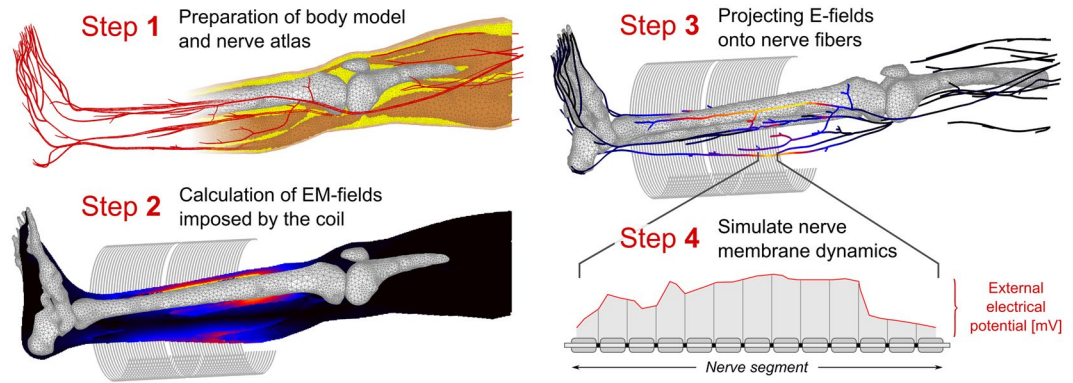 Step 1
Preparation of body model
and nerve atlas
Step 2
Calculation of EM-fields
imposed by the coil
Step 3
Projecting E-fields
onto nerve fibers
Step 4
Simulate nerve
membrane dynamics
External
electrical
potential [mV]
Nerve segment